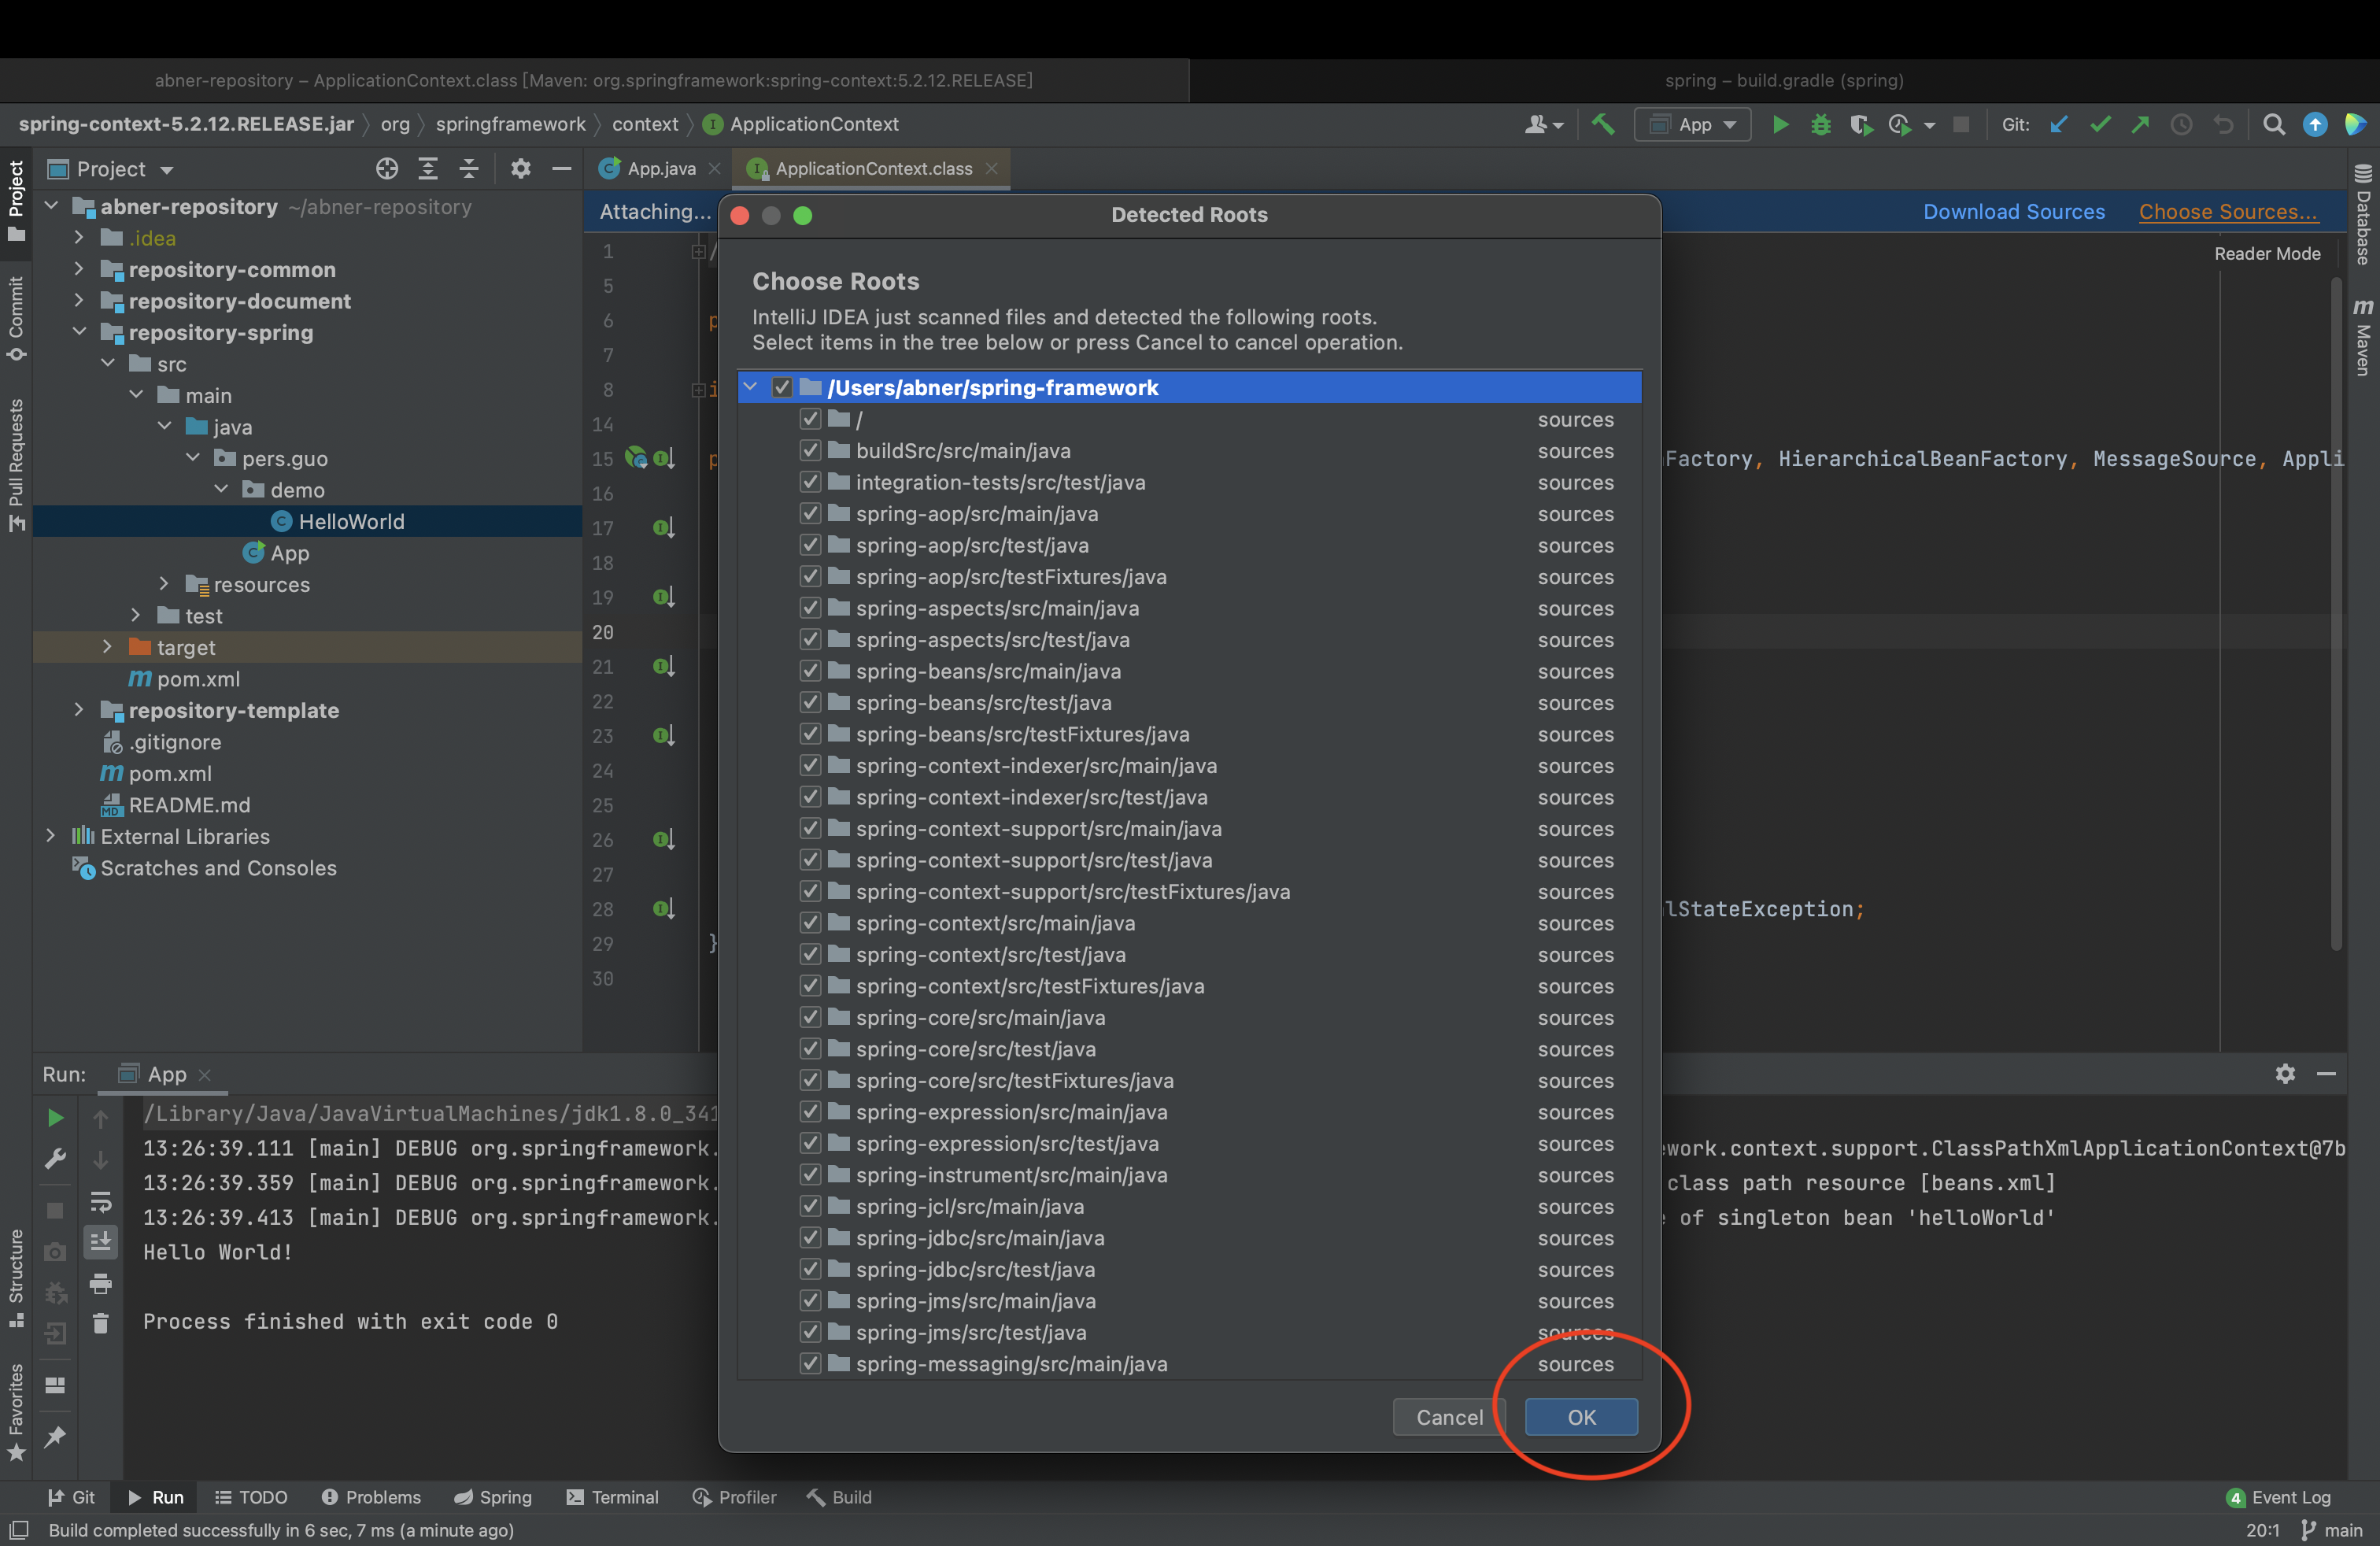 abner-repository – ApplicationContext.class [Maven: org.springframework:spring-context:5.2.12.RELEASE]
spring – build.gradle (spring)
spring-context-5.2.12.RELEASE.jar
org
springframework
context
ApplicationContext
App
Git:
Project
App.java
ApplicationContext.class
Project
Commit
Pull Requests
Structure
Favorites
Database
Maven
abner-repository ~/abner-repository
.idea
repository-common
repository-document
repository-spring
src
main
java
pers.guo
demo
HelloWorld
App
resources
test
target
pom.xml
repository-template
.gitignore
pom.xml
README.md
External Libraries
Scratches and Consoles
Attaching...
Download Sources
Choose Sources...
Reader Mode
1
5
6
7
8
14
15
16
17
18
19
20
21
22
23
24
25
26
27
28
29
30
Factory, HierarchicalBeanFactory, MessageSource, Appli
lStateException;
}
Detected Roots
Choose Roots
IntelliJ IDEA just scanned files and detected the following roots.
Select items in the tree below or press Cancel to cancel operation.
/Users/abner/spring-framework
/ sources
buildSrc/src/main/java sources
integration-tests/src/test/java sources
spring-aop/src/main/java sources
spring-aop/src/test/java sources
spring-aop/src/testFixtures/java sources
spring-aspects/src/main/java sources
spring-aspects/src/test/java sources
spring-beans/src/main/java sources
spring-beans/src/test/java sources
spring-beans/src/testFixtures/java sources
spring-context-indexer/src/main/java sources
spring-context-indexer/src/test/java sources
spring-context-support/src/main/java sources
spring-context-support/src/test/java sources
spring-context-support/src/testFixtures/java sources
spring-context/src/main/java sources
spring-context/src/test/java sources
spring-context/src/testFixtures/java sources
spring-core/src/main/java sources
spring-core/src/test/java sources
spring-core/src/testFixtures/java sources
spring-expression/src/main/java sources
spring-expression/src/test/java sources
spring-instrument/src/main/java sources
spring-jcl/src/main/java sources
spring-jdbc/src/main/java sources
spring-jdbc/src/test/java sources
spring-jms/src/main/java sources
spring-jms/src/test/java sources
spring-messaging/src/main/java sources
Cancel
OK
Run:
App
/Library/Java/JavaVirtualMachines/jdk1.8.0_341
13:26:39.111 [main] DEBUG org.springframework. work.context.support.ClassPathXmlApplicationContext@7b
13:26:39.359 [main] DEBUG org.springframework. class path resource [beans.xml]
13:26:39.413 [main] DEBUG org.springframework. of singleton bean 'helloWorld'
Hello World!
Process finished with exit code 0
Git
Run
TODO
Problems
Spring
Terminal
Profiler
Build
4 Event Log
Build completed successfully in 6 sec, 7 ms (a minute ago)
20:1
main